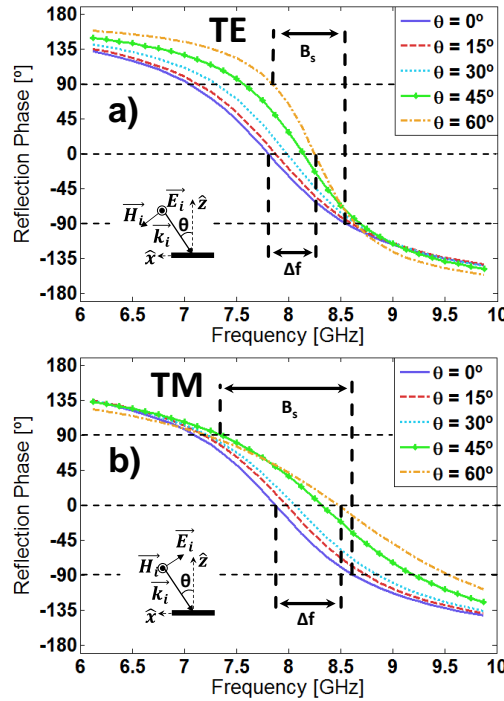 TE
180
135
90
45
0
-45
-90
-135
-180
Reflection Phase [º]
a)
Bs
Δf
θ = 0º
θ = 15º
θ = 30º
θ = 45º
θ = 60º
Ei
Hi
ẑ
θ
ki
x̂
6 6.5 7 7.5 8 8.5 9 9.5 10
Frequency [GHz]
TM
180
135
90
45
0
-45
-90
-135
-180
Reflection Phase [º]
b)
Bs
Δf
θ = 0º
θ = 15º
θ = 30º
θ = 45º
θ = 60º
Ei
Hi
ẑ
θ
ki
x̂
6 6.5 7 7.5 8 8.5 9 9.5 10
Frequency [GHz]